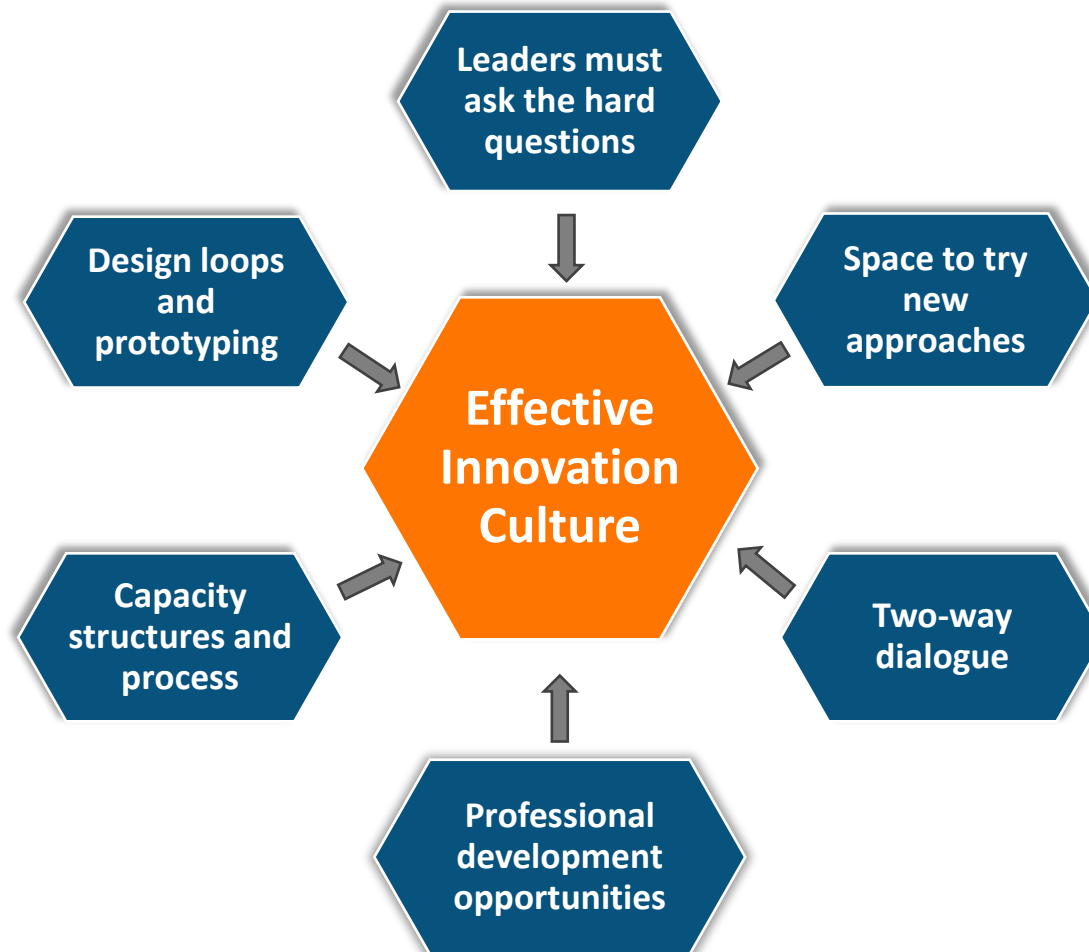 Leaders must
ask the hard
questions
Design loops
and
prototyping
Space to try
new
approaches
Effective
Innovation
Culture
Capacity
structures and
process
Two-way
dialogue
Professional
development
opportunities